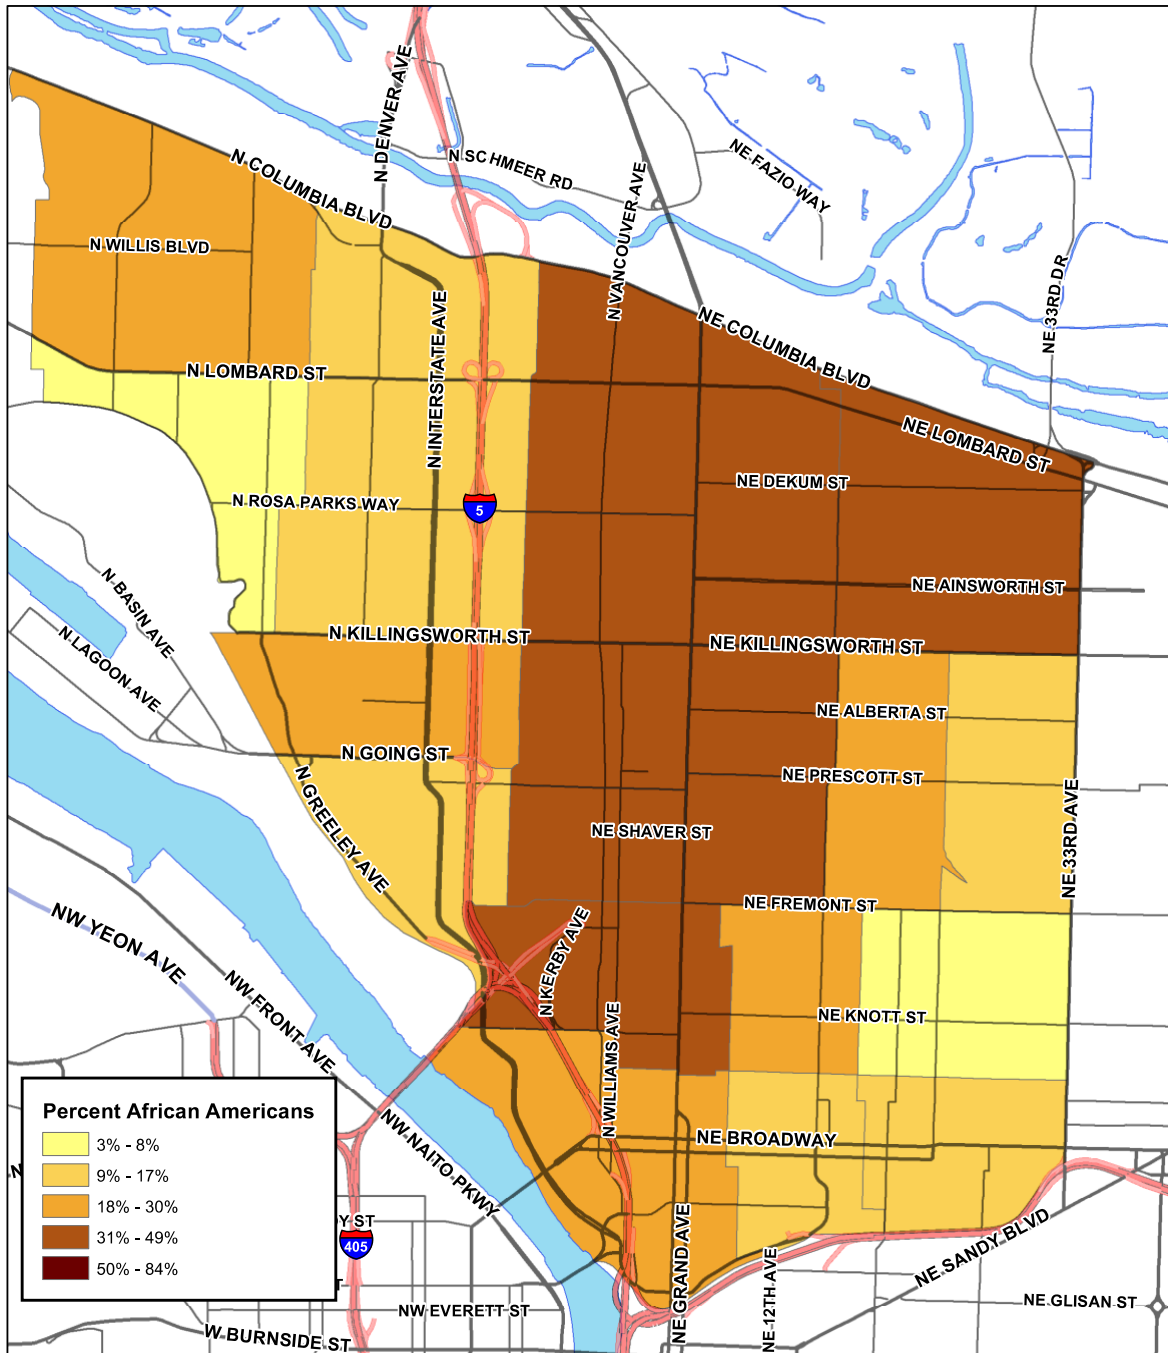 N DENVER AVE
N SCHMEER RD
N COLUMBIA BLVD
NE FAZIO WAY
N VANCOUVER AVE
N WILLIS BLVD
NE 33RD DR
N INTERSTATE AVE
NE COLUMBIA BLVD
N LOMBARD ST
NE LOMBARD ST
NE DEKUM ST
N ROSA PARKS WAY
5
N BASIN AVE
NE AINSWORTH ST
N LAGOON AVE
N KILLINGSWORTH ST
NE KILLINGSWORTH ST
NE ALBERTA ST
N GOING ST
NE PRESCOTT ST
N GREELEY AVE
NE SHAVER ST
NE 33RD AVE
NE FREMONT ST
NW YEON AVE
N KERBY AVE
NW FRONT AVE
NE KNOTT ST
N WILLIAMS AVE
Percent African Americans
3% - 8%
9% - 17%
18% - 30%
31% - 49%
50% - 84%
NW NAITO PKWY
NE BROADWAY
ST
405
NE GRAND AVE
NE 12TH AVE
NE SANDY BLVD
NE GLISAN ST
NW EVERETT ST
W BURNSIDE ST